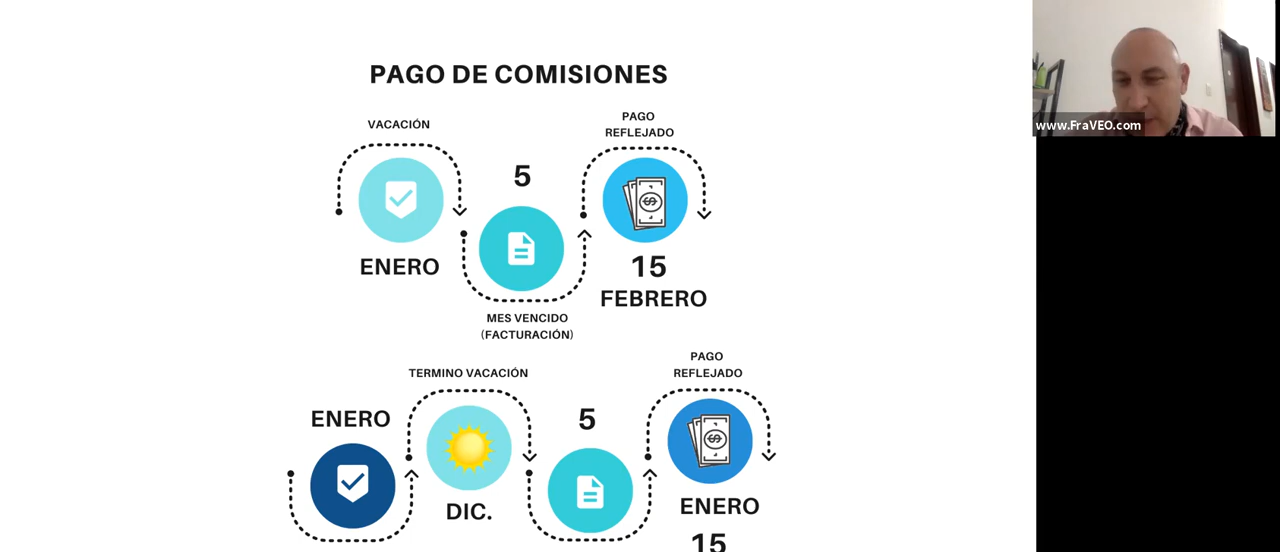 PAGO DE COMISIONES
VACACIÓN
PAGO
REFLEJADO
5
ENERO
15
FEBRERO
MES VENCIDO
(FACTURACIÓN)
www.FraVEO.com
TERMINO VACACIÓN
PAGO
REFLEJADO
ENERO
5
DIC.
ENERO
15